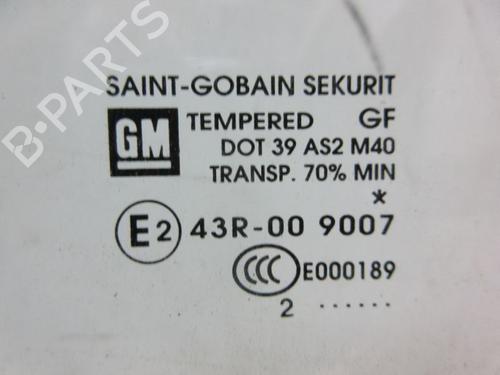 B-PARTS
SAINT-GOBAIN SEKURIT
GM TEMPERED GF
DOT 39 AS2 M40
TRANSP. 70% MIN
*
E2 43R-00 9007
CCC E000189
2 ......